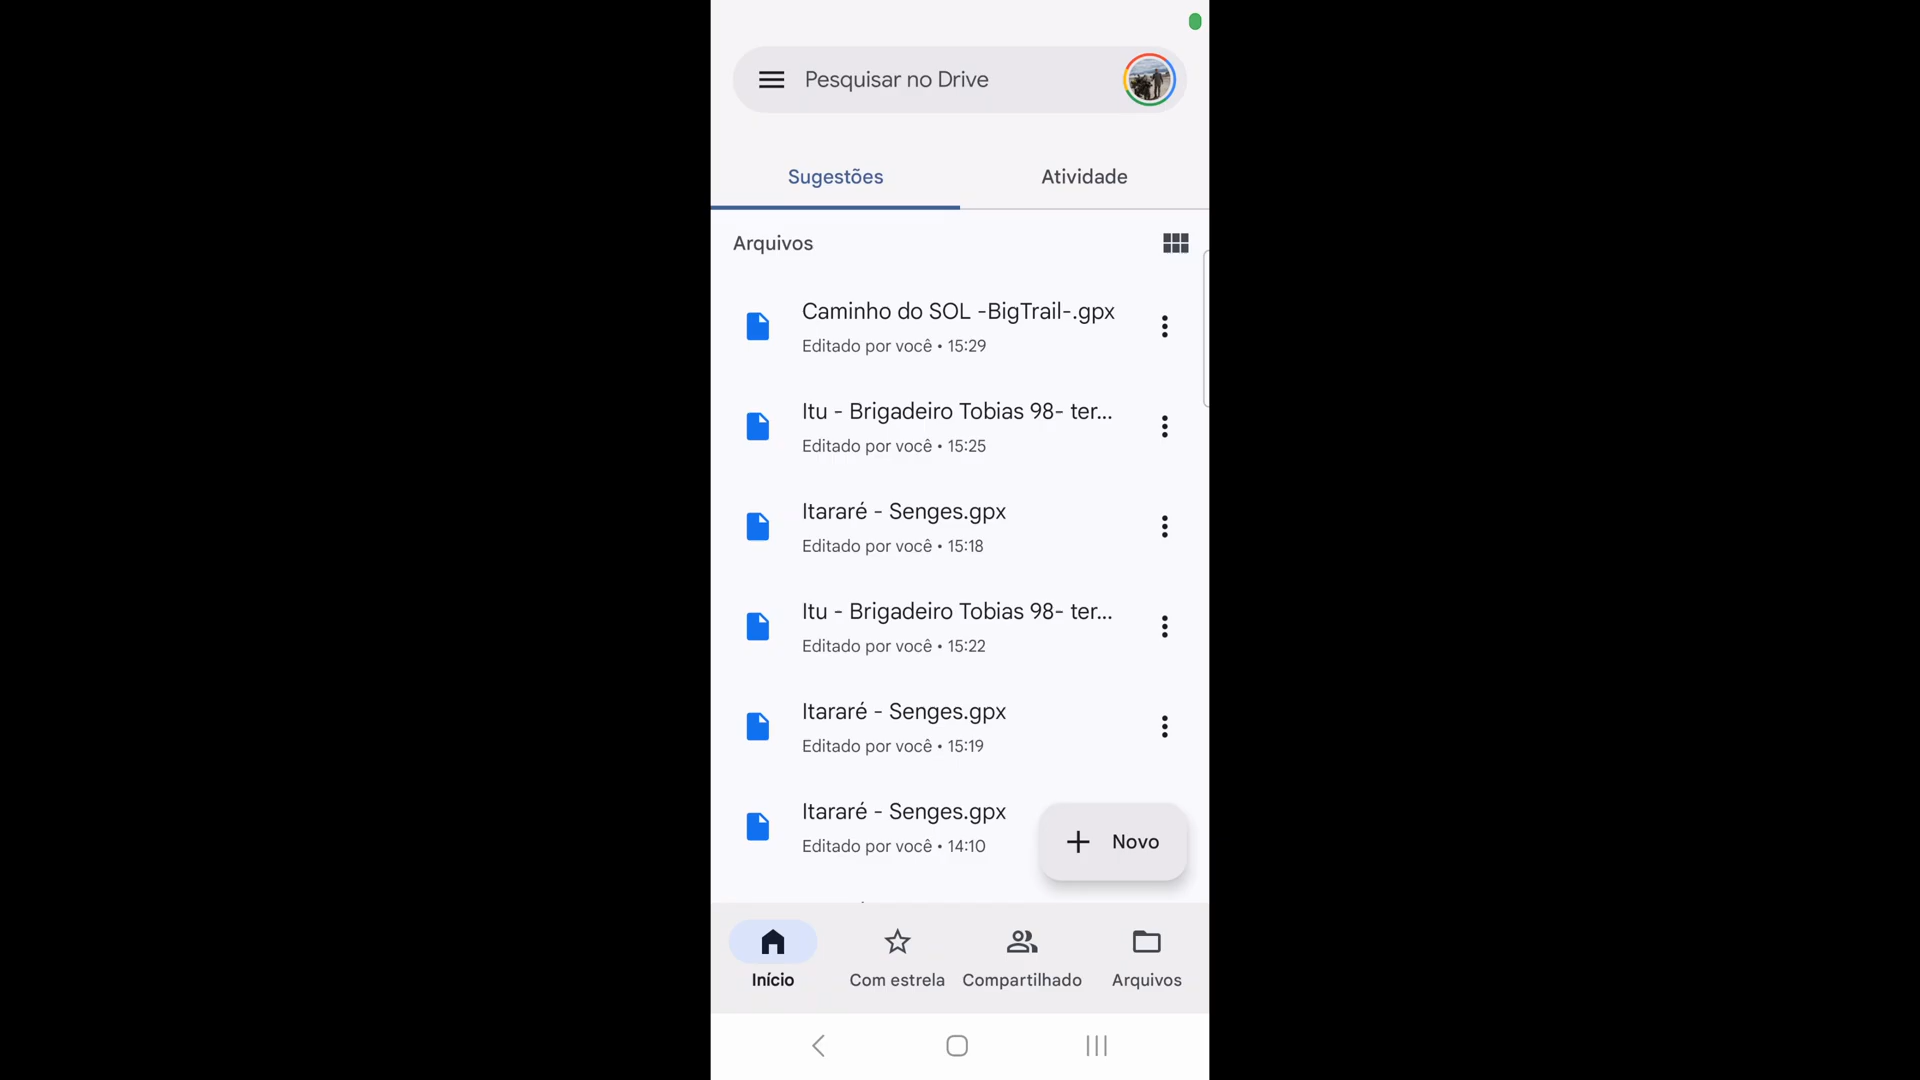 Pesquisar no Drive
Sugestões
Atividade
Arquivos
Caminho do SOL -BigTrail-.gpx
Editado por você • 15:29
Itu - Brigadeiro Tobias 98- ter...
Editado por você • 15:25
Itararé - Senges.gpx
Editado por você • 15:18
Itu - Brigadeiro Tobias 98- ter...
Editado por você • 15:22
Itararé - Senges.gpx
Editado por você • 15:19
Itararé - Senges.gpx
Editado por você • 14:10
Novo
Início
Com estrela
Compartilhado
Arquivos